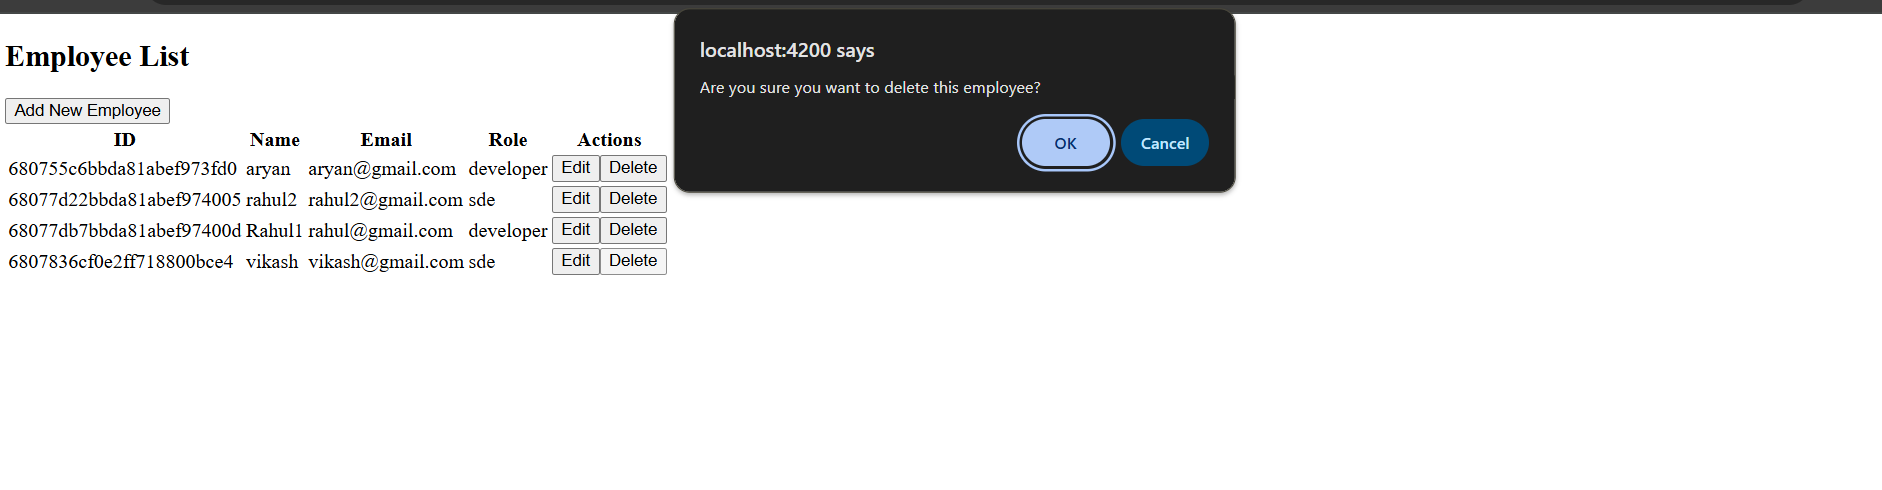 Employee List
Add New Employee
ID Name Email Role Actions
680755c6bbda81abef973fd0 aryan aryan@gmail.com developer Edit Delete
68077d22bbda81abef974005 rahul2 rahul2@gmail.com sde Edit Delete
68077db7bbda81abef97400d Rahul1 rahul@gmail.com developer Edit Delete
6807836cf0e2ff718800bce4 vikash vikash@gmail.com sde Edit Delete
localhost:4200 says
Are you sure you want to delete this employee?
OK Cancel